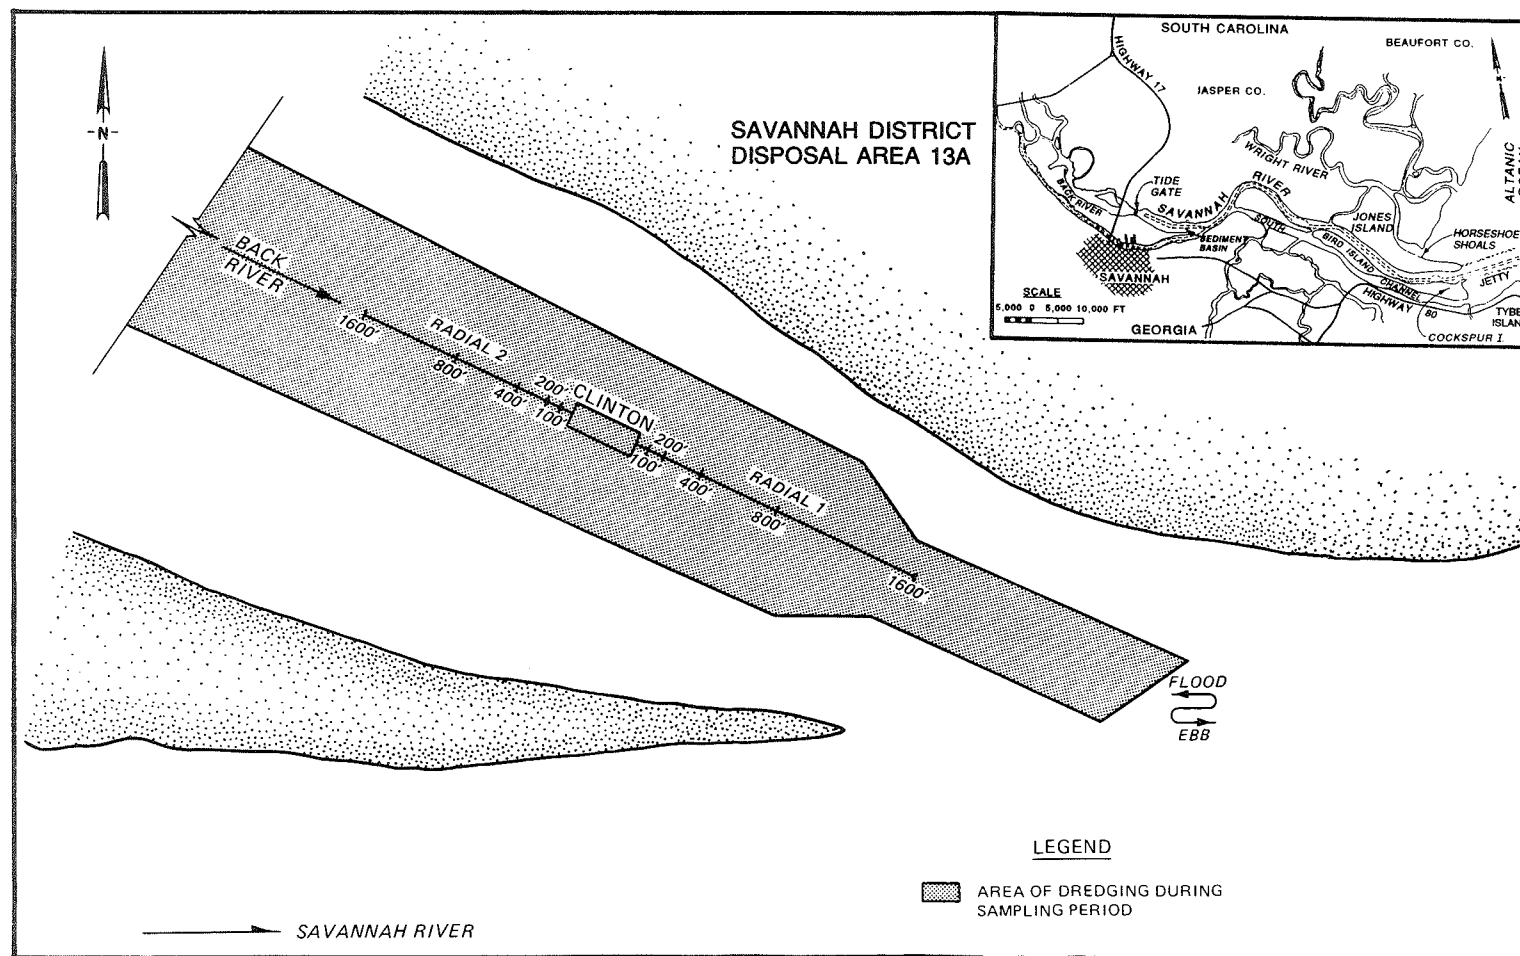 SAVANNAH DISTRICT
DISPOSAL AREA 13A
N
BACK
RIVER
1600'
RADIAL 2
800'
400'
200'
100'
CLINTON
200'
100'
400'
RADIAL 1
800'
1600'
FLOOD
EBB
LEGEND
AREA OF DREDGING DURING
SAMPLING PERIOD
SAVANNAH RIVER
SOUTH CAROLINA
BEAUFORT CO.
HIGHWAY 17
JASPER CO.
N
WRIGHT RIVER
ALTANIC
TIDE
GATE
BACK RIVER
SAVANNAH RIVER
JONES
ISLAND
SOUTH CHANNEL
BIRD ISLAND
SEDIMENT
BASIN
HORSESHOE
SHOALS
SAVANNAH
JETTY
SCALE
5,000 0 5,000 10,000 FT
HIGHWAY 80
GEORGIA
COCKSPUR I.